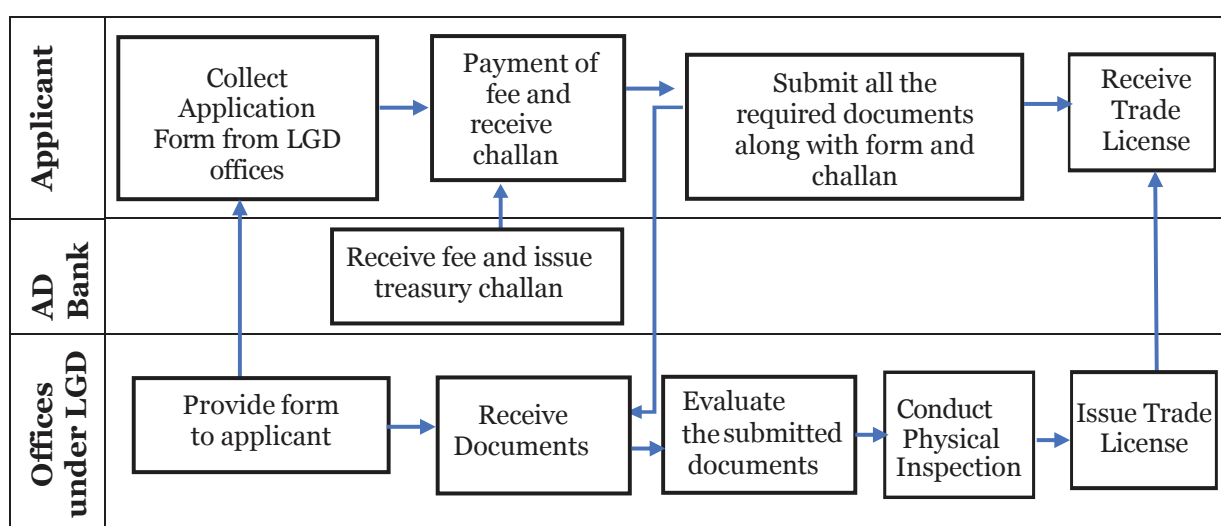 Applicant
Collect
Application
Form from LGD
offices
Payment of
fee and
receive
challan
Submit all the
required documents
along with form and
challan
Receive
Trade
License
AD
Bank
Receive fee and issue
treasury challan
Offices
under LGD
Provide form
to applicant
Receive
Documents
Evaluate
the submitted
documents
Conduct
Physical
Inspection
Issue Trade
License